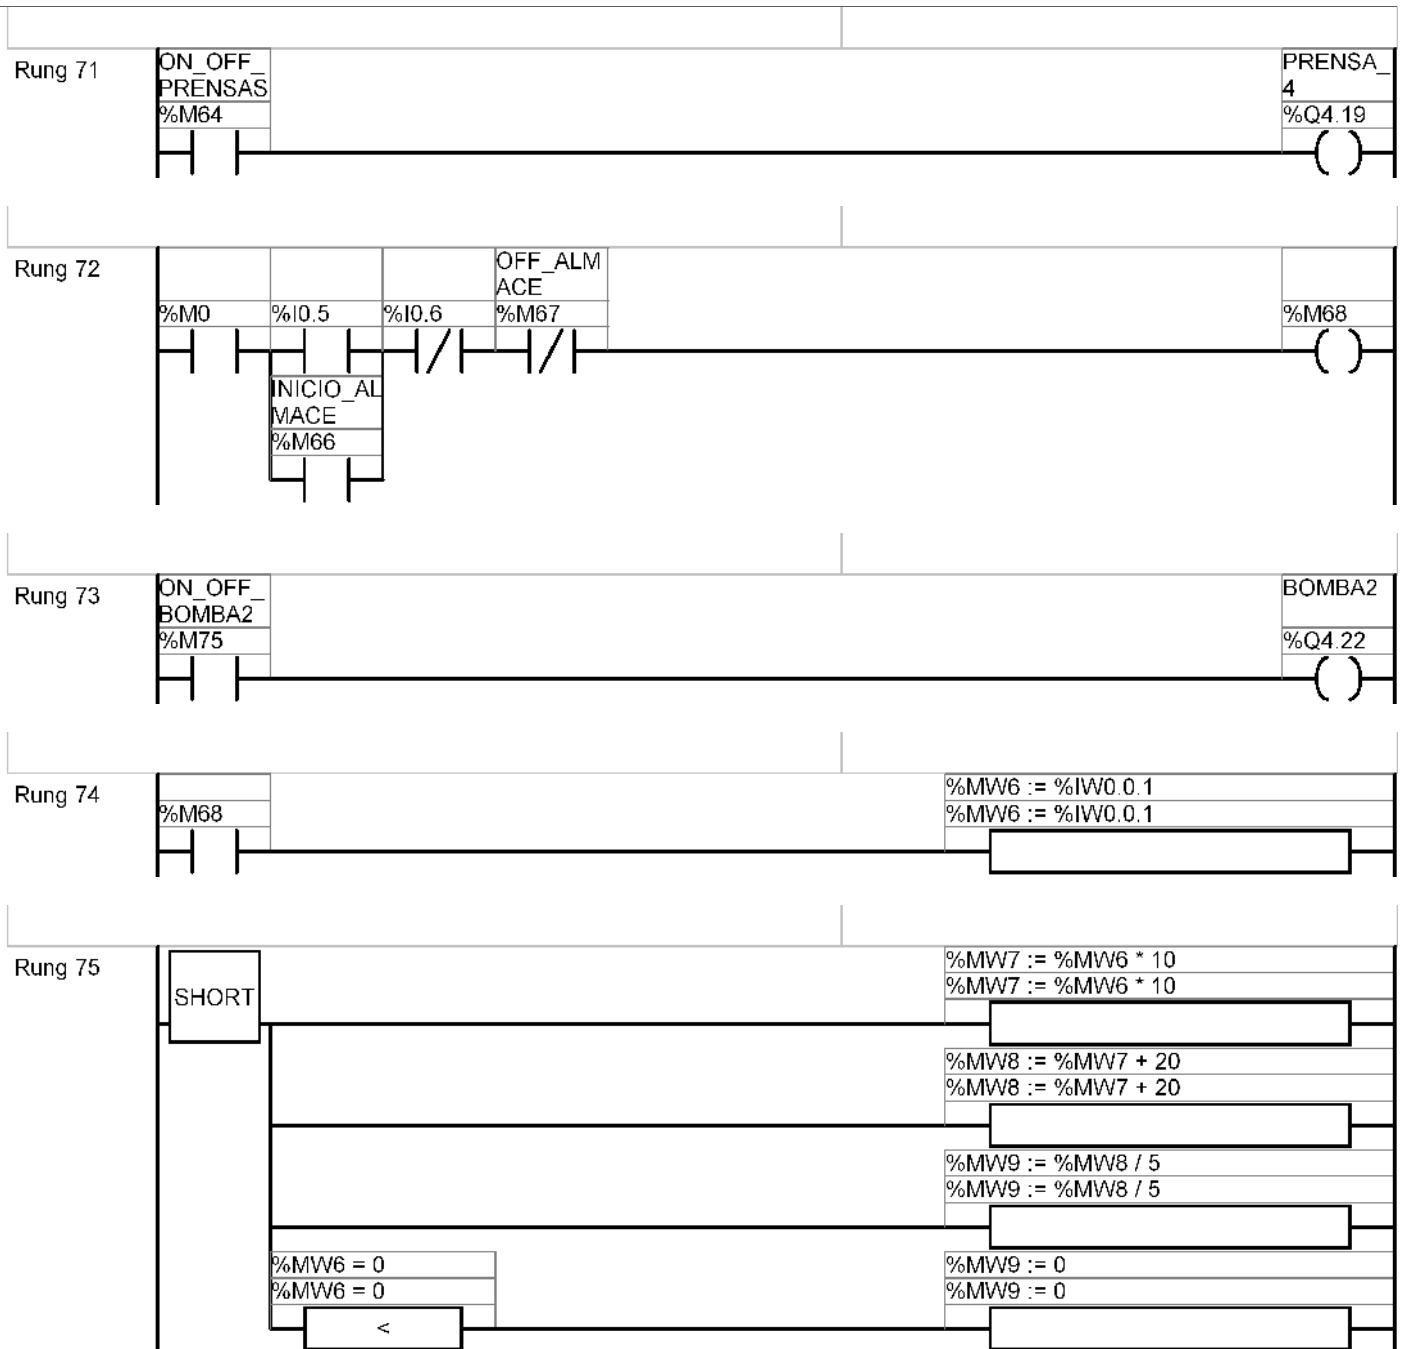 Rung 71
ON_OFF_
PRENSAS
%M64
PRENSA_
4
%Q4.19
Rung 72
%M0
%I0.5
%I0.6
OFF_ALM
ACE
%M67
%M68
INICIO_AL
MACE
%M66
Rung 73
ON_OFF_
BOMBA2
%M75
BOMBA2
%Q4.22
Rung 74
%M68
%MW6 := %IW0.0.1
%MW6 := %IW0.0.1
Rung 75
SHORT
%MW7 := %MW6 * 10
%MW7 := %MW6 * 10
%MW8 := %MW7 + 20
%MW8 := %MW7 + 20
%MW9 := %MW8 / 5
%MW9 := %MW8 / 5
%MW6 = 0
%MW6 = 0
<
%MW9 := 0
%MW9 := 0